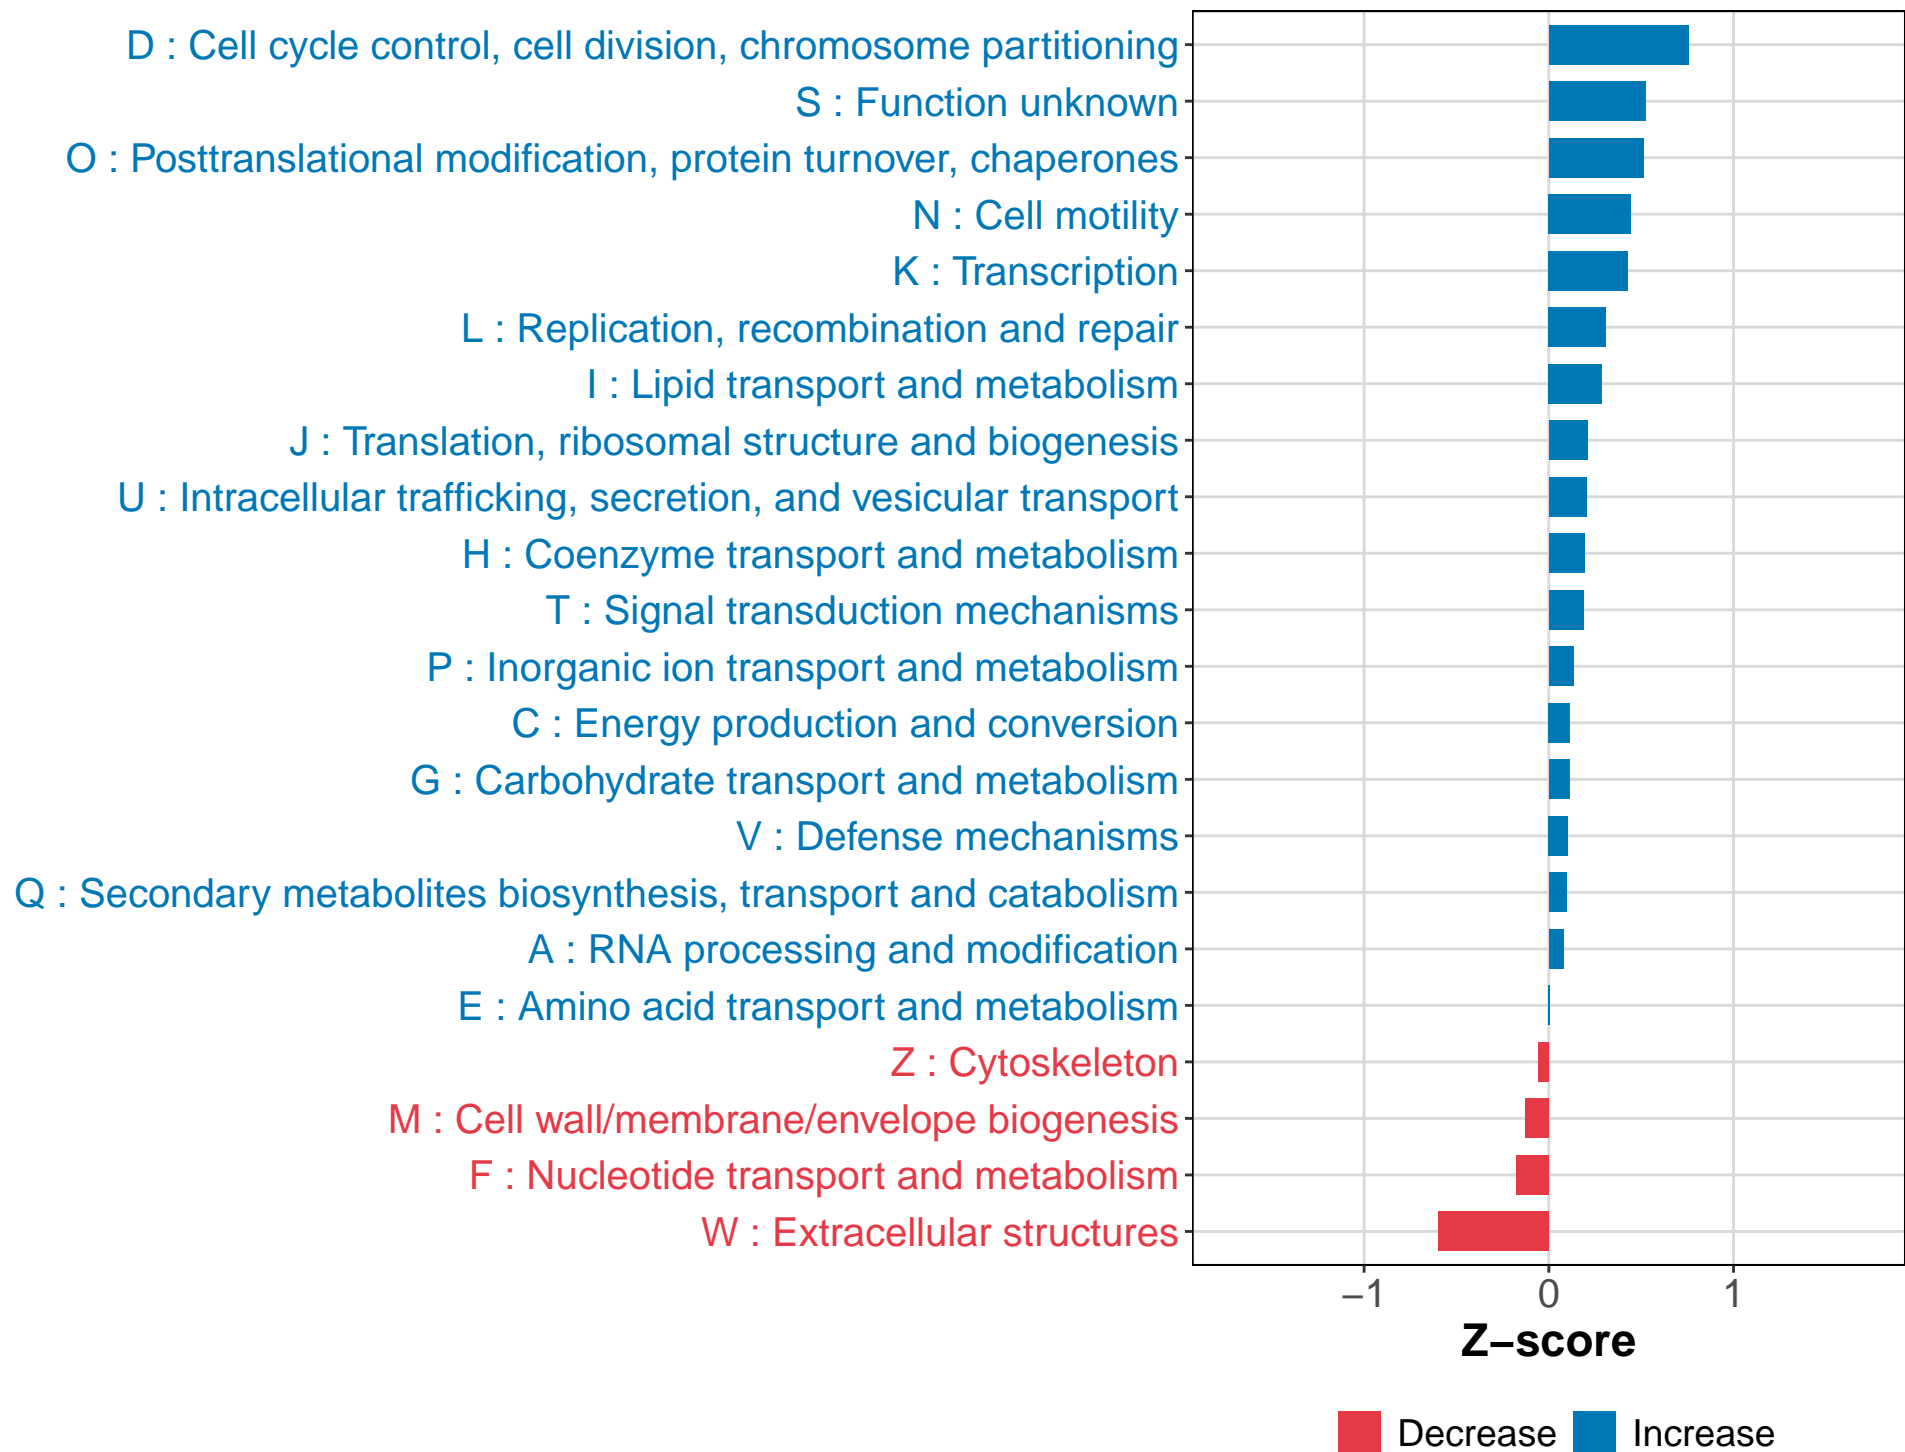 D : Cell cycle control, cell division, chromosome partitioning
S : Function unknown
O : Posttranslational modification, protein turnover, chaperones
N : Cell motility
K : Transcription
L : Replication, recombination and repair
I : Lipid transport and metabolism
J : Translation, ribosomal structure and biogenesis
U : Intracellular trafficking, secretion, and vesicular transport
H : Coenzyme transport and metabolism
T : Signal transduction mechanisms
P : Inorganic ion transport and metabolism
C : Energy production and conversion
G : Carbohydrate transport and metabolism
V : Defense mechanisms
Q : Secondary metabolites biosynthesis, transport and catabolism
A : RNA processing and modification
E : Amino acid transport and metabolism
Z : Cytoskeleton
M : Cell wall/membrane/envelope biogenesis
F : Nucleotide transport and metabolism
W : Extracellular structures
−1 0 1
Z−score
Decrease Increase